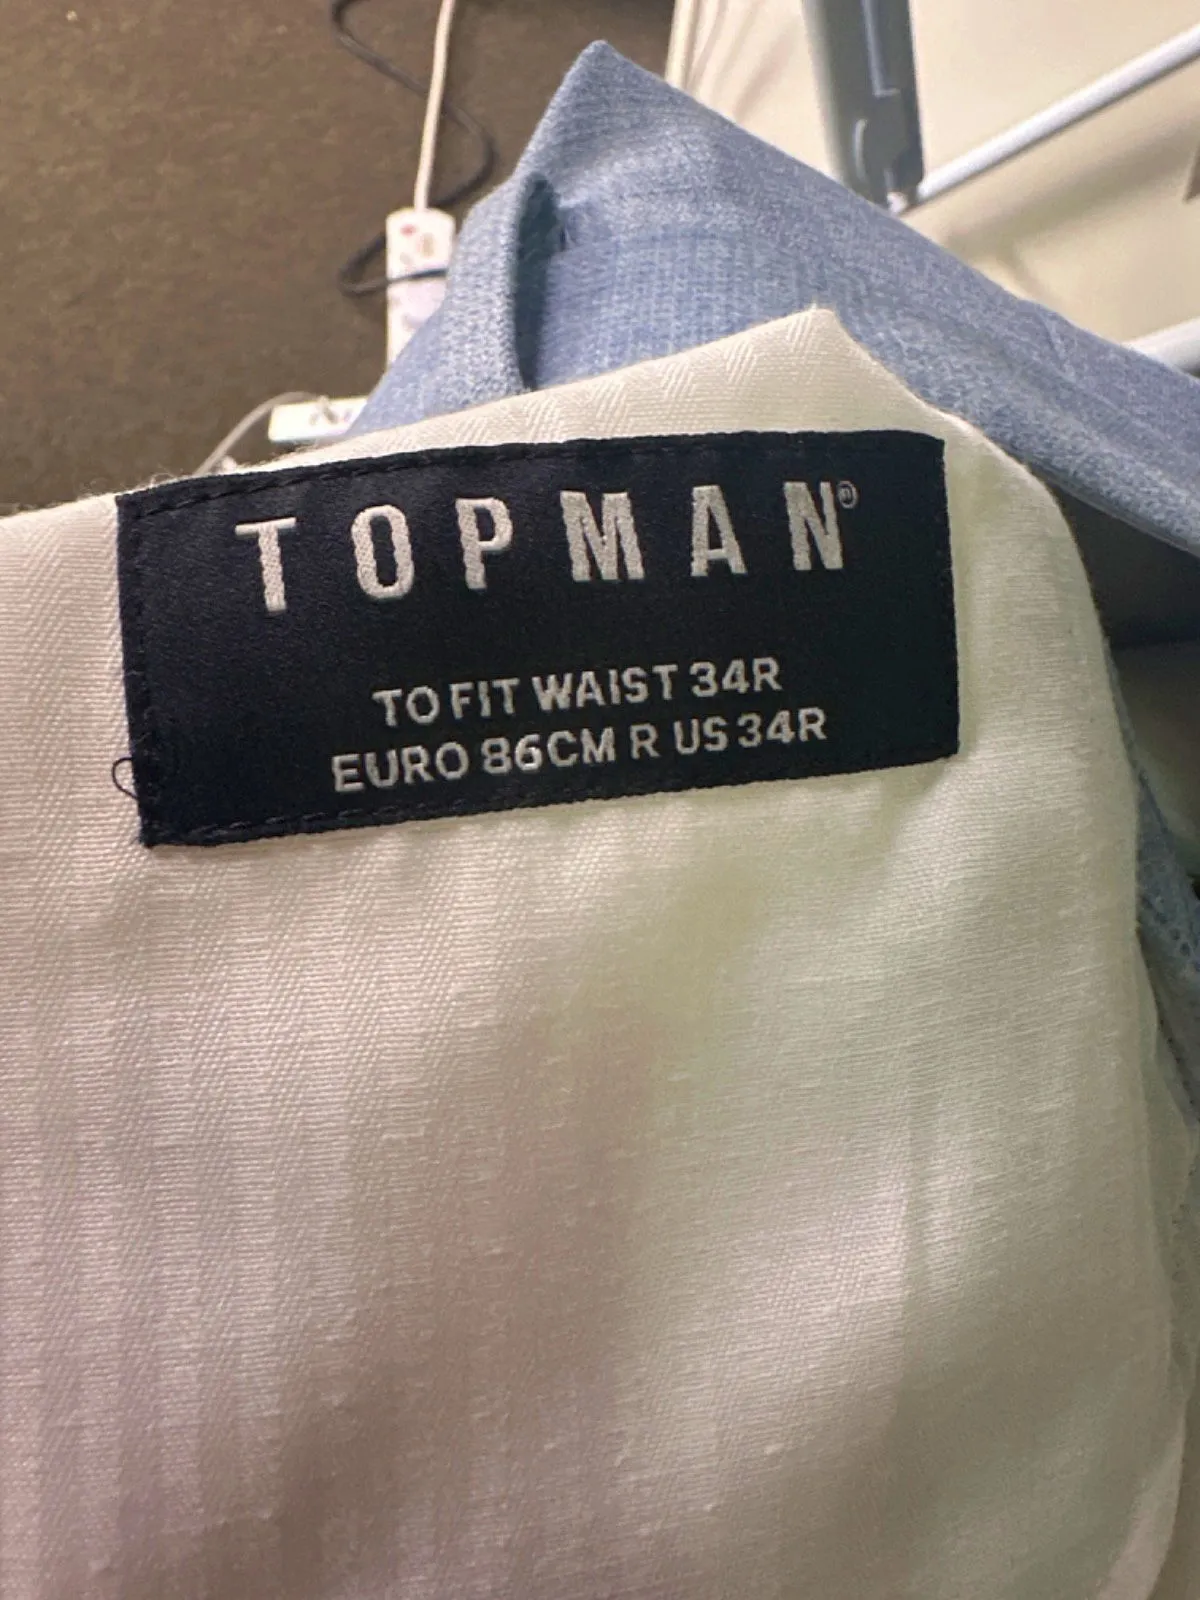 TOPMAN®
TO FIT WAIST 34R
EURO 86CM R US 34R